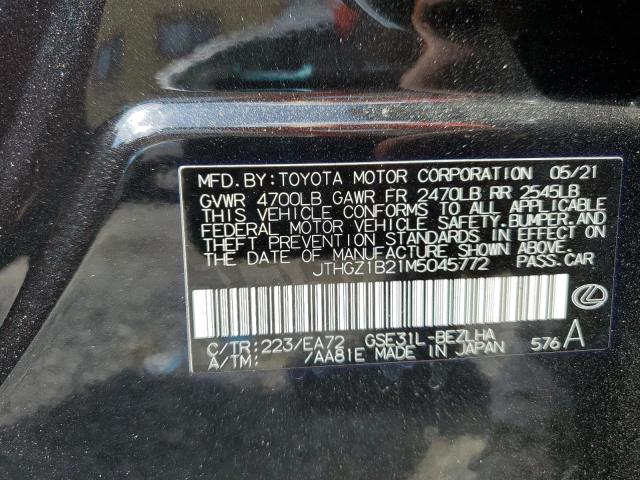 MFD. BY: TOYOTA MOTOR CORPORATION 05/21
GVWR 4700LB GAWR FR 2470LB RR 2545LB
THIS VEHICLE CONFORMS TO ALL APPLICABLE
FEDERAL MOTOR VEHICLE SAFETY, BUMPER, AND
THEFT PREVENTION STANDARDS IN EFFECT ON
THE DATE OF MANUFACTURE SHOWN ABOVE.
JTHGZ1B21M5045772 PASS. CAR
C/TR: 223/EA72 GSE31L-BEZLHA
A/TM: /AA81E MADE IN JAPAN 576 A